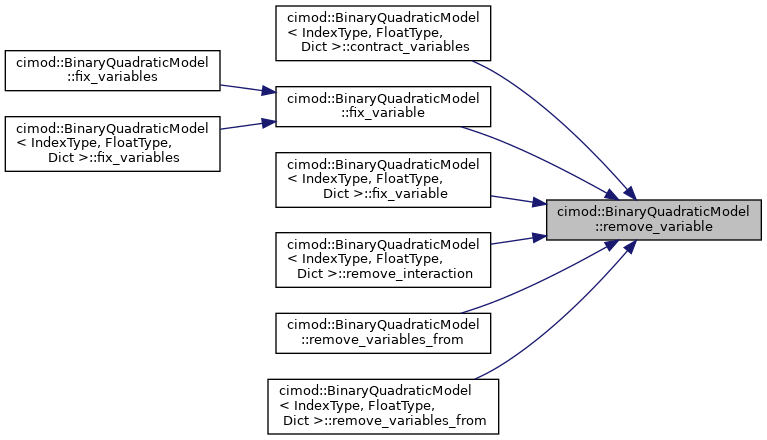 cimod::BinaryQuadraticModel
< IndexType, FloatType,
Dict >::contract_variables
cimod::BinaryQuadraticModel
::fix_variables
cimod::BinaryQuadraticModel
::fix_variable
cimod::BinaryQuadraticModel
< IndexType, FloatType,
Dict >::fix_variables
cimod::BinaryQuadraticModel
< IndexType, FloatType,
Dict >::fix_variable
cimod::BinaryQuadraticModel
::remove_variable
cimod::BinaryQuadraticModel
< IndexType, FloatType,
Dict >::remove_interaction
cimod::BinaryQuadraticModel
::remove_variables_from
cimod::BinaryQuadraticModel
< IndexType, FloatType,
Dict >::remove_variables_from